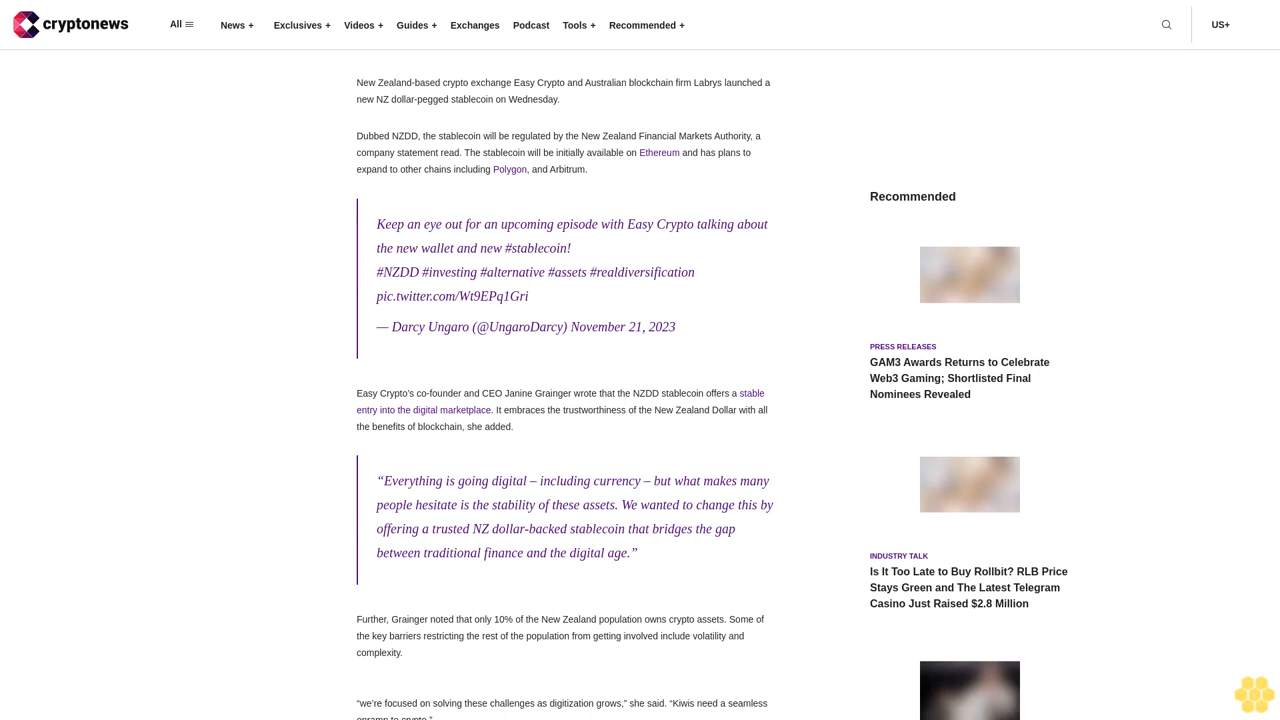 cryptonews
All
News +
Exclusives +
Videos +
Guides +
Exchanges
Podcast
Tools +
Recommended +
US+
New Zealand-based crypto exchange Easy Crypto and Australian blockchain firm Labrys launched a
new NZ dollar-pegged stablecoin on Wednesday.
Dubbed NZDD, the stablecoin will be regulated by the New Zealand Financial Markets Authority, a
company statement read. The stablecoin will be initially available on Ethereum and has plans to
expand to other chains including Polygon, and Arbitrum.
Keep an eye out for an upcoming episode with Easy Crypto talking about
the new wallet and new #stablecoin!
#NZDD #investing #alternative #assets #realdiversification
pic.twitter.com/Wt9EPq1Gri
— Darcy Ungaro (@UngaroDarcy) November 21, 2023
Easy Crypto’s co-founder and CEO Janine Grainger wrote that the NZDD stablecoin offers a stable
entry into the digital marketplace. It embraces the trustworthiness of the New Zealand Dollar with all
the benefits of blockchain, she added.
“Everything is going digital – including currency – but what makes many
people hesitate is the stability of these assets. We wanted to change this by
offering a trusted NZ dollar-backed stablecoin that bridges the gap
between traditional finance and the digital age.”
Further, Grainger noted that only 10% of the New Zealand population owns crypto assets. Some of
the key barriers restricting the rest of the population from getting involved include volatility and
complexity.
“we’re focused on solving these challenges as digitization grows,” she said. “Kiwis need a seamless
onramp to crypto.”
Recommended
PRESS RELEASES
GAM3 Awards Returns to Celebrate
Web3 Gaming; Shortlisted Final
Nominees Revealed
INDUSTRY TALK
Is It Too Late to Buy Rollbit? RLB Price
Stays Green and The Latest Telegram
Casino Just Raised $2.8 Million